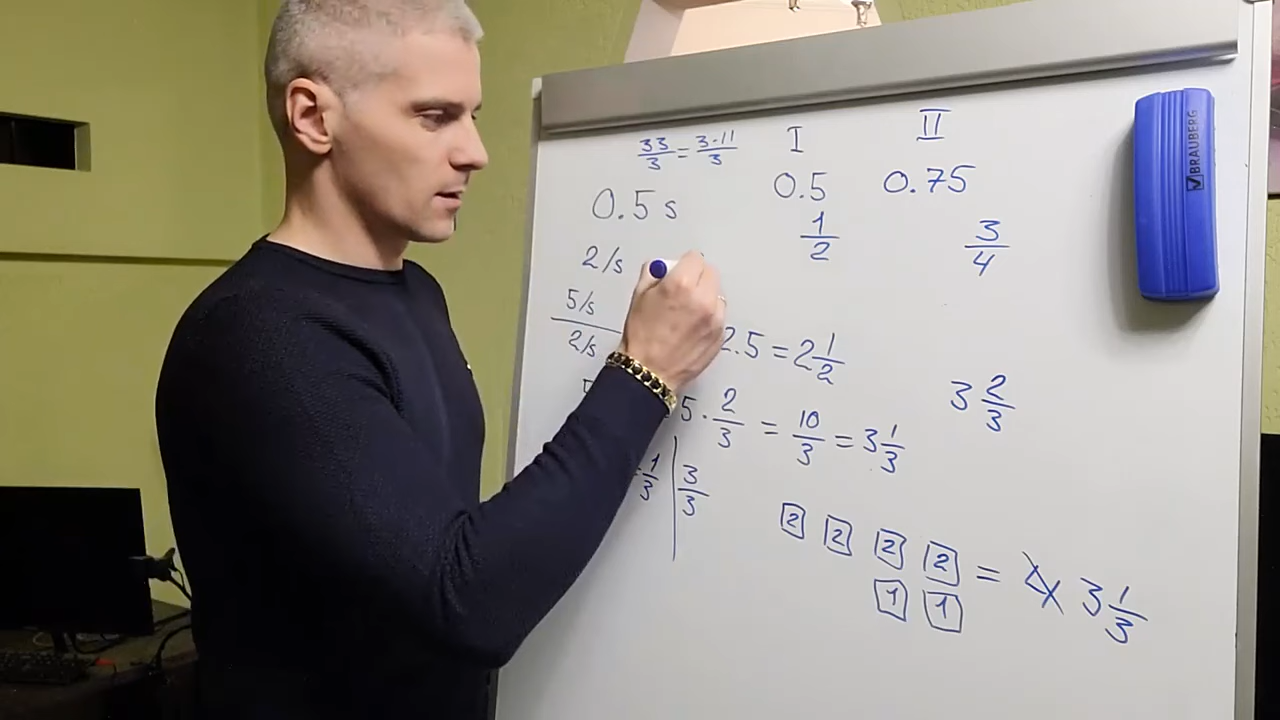 33/3 = 3·11/3
I II
0.5 s 0.5 0.75
1/2 3/4
2/s
5/s
2/s 2.5 = 2 1/2
5 · 2/3 = 10/3 = 3 1/3 3 2/3
1/3 | 3/3
2 2 2 2 = 4 3 1/3
1 1
BRAUBERG